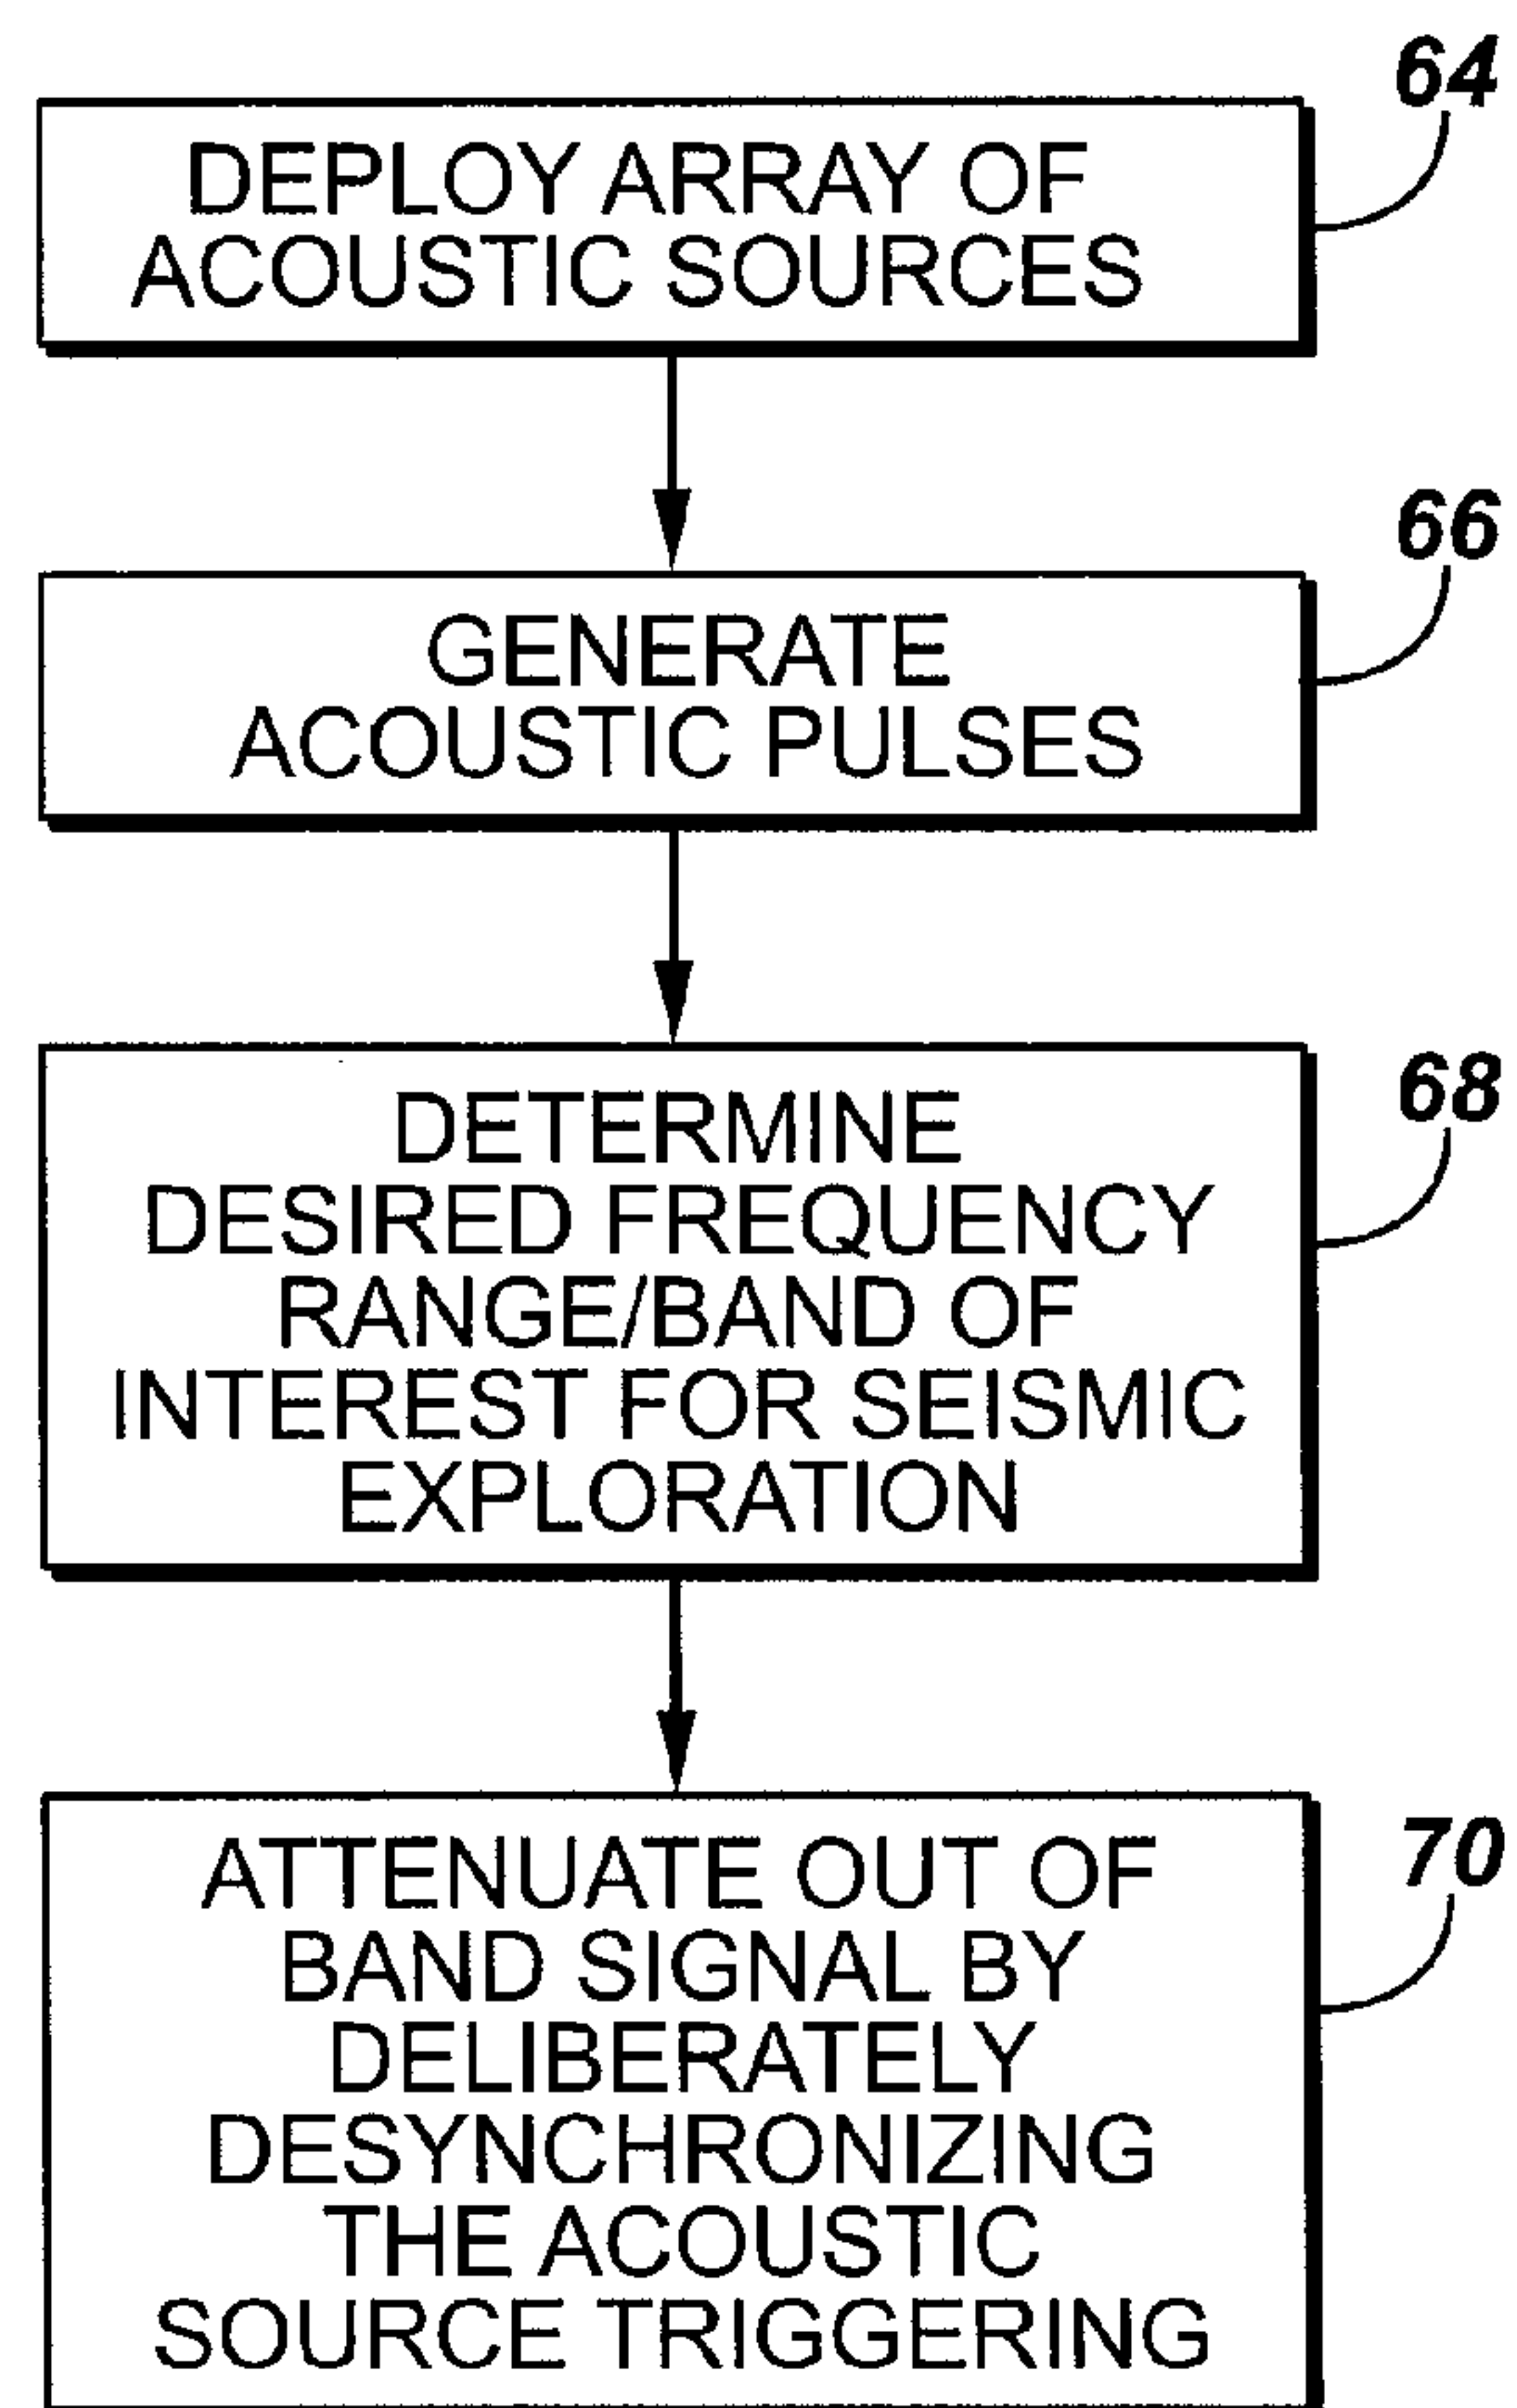 64
DEPLOY ARRAY OF
ACOUSTIC SOURCES
66
GENERATE
ACOUSTIC PULSES
68
DETERMINE
DESIRED FREQUENCY
RANGE/BAND OF
INTEREST FOR SEISMIC
EXPLORATION
70
ATTENUATE OUT OF
BAND SIGNAL BY
DELIBERATELY
DESYNCHRONIZING
THE ACOUSTIC
SOURCE TRIGGERING